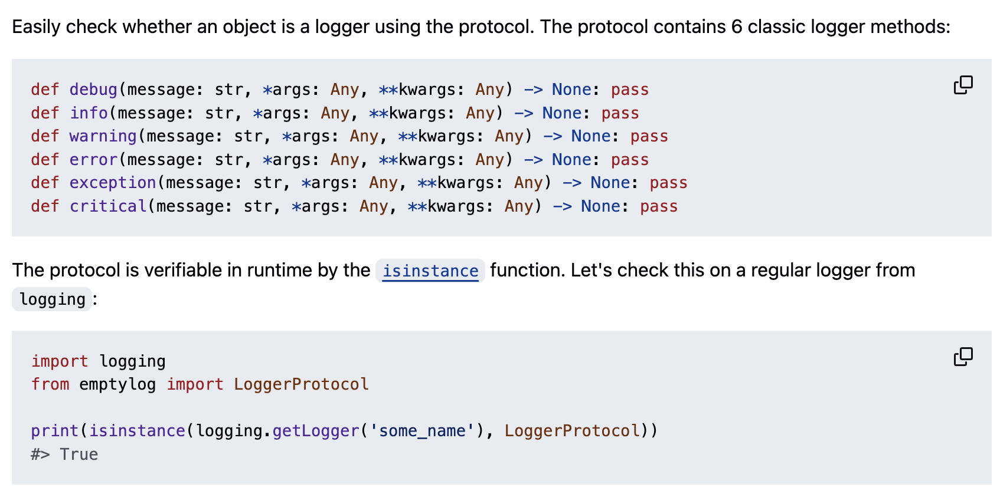 Easily check whether an object is a logger using the protocol. The protocol contains 6 classic logger methods:
def debug(message: str, *args: Any, **kwargs: Any) -> None: pass
def info(message: str, *args: Any, **kwargs: Any) -> None: pass
def warning(message: str, *args: Any, **kwargs: Any) -> None: pass
def error(message: str, *args: Any, **kwargs: Any) -> None: pass
def exception(message: str, *args: Any, **kwargs: Any) -> None: pass
def critical(message: str, *args: Any, **kwargs: Any) -> None: pass
The protocol is verifiable in runtime by the isinstance function. Let's check this on a regular logger from
logging:
import logging
from emptylog import LoggerProtocol
print(isinstance(logging.getLogger('some_name'), LoggerProtocol))
#> True